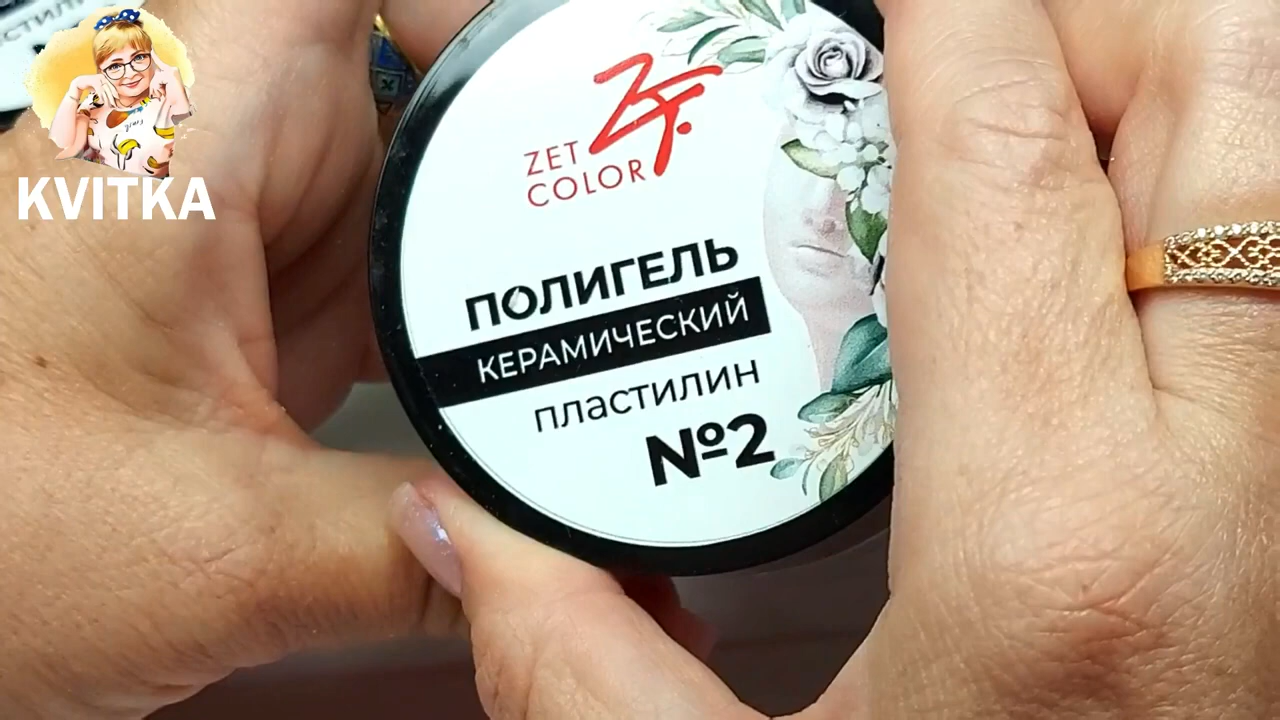 KVITKA
ZET
COLOR
ПОЛИГЕЛЬ
КЕРАМИЧЕСКИЙ
пластилин
№2